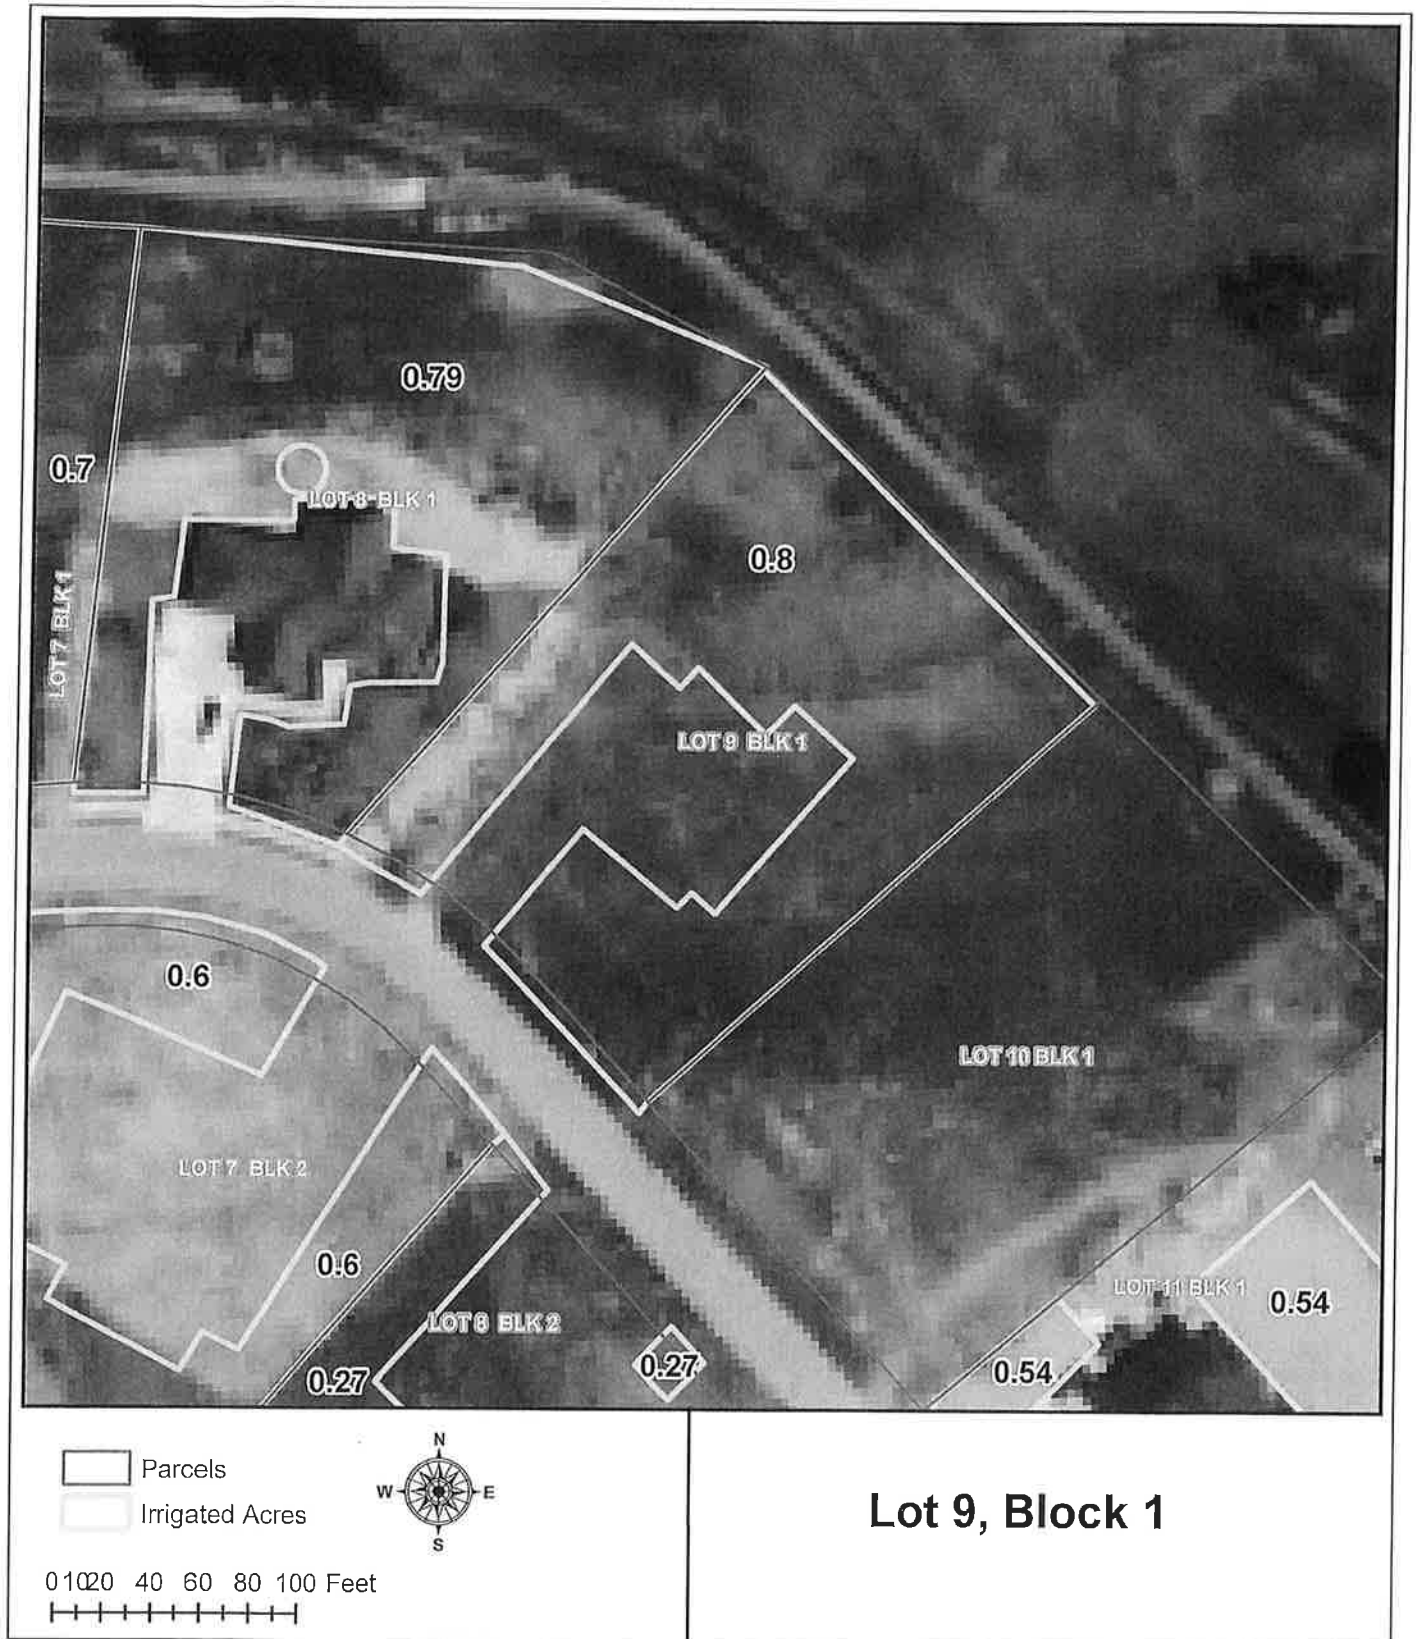 0.79
0.7
LOT 8 BLK 1
0.8
LOT 7 BLK 1
LOT 9 BLK 1
0.6
LOT 10 BLK 1
LOT 7 BLK 2
0.6
LOT 11 BLK 1
0.54
LOT 8 BLK 2
0.27
0.27
0.54
Parcels
Irrigated Acres
N
W E
S
Lot 9, Block 1
0 10 20 40 60 80 100 Feet